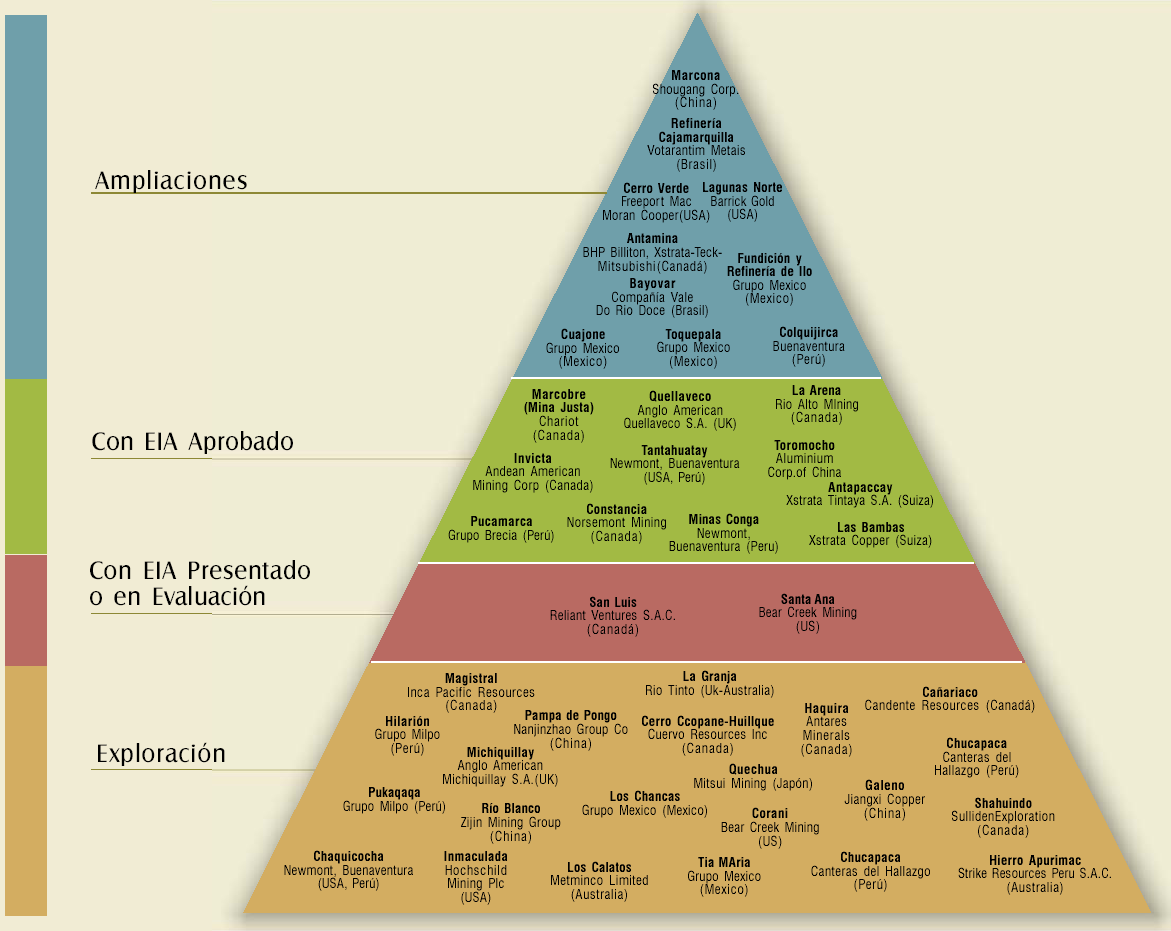 Marcona
Shougang Corp.
(China)
Refinería
Cajamarquilla
Votarantim Metais
(Brasil)
Ampliaciones
Cerro Verde
Freeport Mac
Moran Cooper(USA)
Lagunas Norte
Barrick Gold
(USA)
Antamina
BHP Billiton, Xstrata-Teck-
Mitsubishi(Canadá)
Fundición y
Refinería de Ilo
Grupo Mexico
(Mexico)
Bayovar
Compañía Vale
Do Rio Doce (Brasil)
Cuajone
Grupo Mexico
(Mexico)
Toquepala
Grupo Mexico
(Mexico)
Colquijirca
Buenaventura
(Perú)
Con EIA Aprobado
Marcobre
(Mina Justa)
Chariot
(Canada)
Quellaveco
Anglo American
Quellaveco S.A. (UK)
La Arena
Rio Alto MIning
(Canada)
Invicta
Andean American
Mining Corp (Canada)
Tantahuatay
Newmont, Buenaventura
(USA, Perú)
Toromocho
Aluminium
Corp.of China
Antapaccay
Xstrata Tintaya S.A. (Suiza)
Pucamarca
Grupo Brecia (Perú)
Constancia
Norsemont Mining
(Canada)
Minas Conga
Newmont,
Buenaventura (Peru)
Las Bambas
Xstrata Copper (Suiza)
Con EIA Presentado
o en Evaluación
San Luis
Reliant Ventures S.A.C.
(Canadá)
Santa Ana
Bear Creek Mining
(US)
Exploración
Magistral
Inca Pacific Resources
(Canada)
La Granja
Rio Tinto (Uk-Australia)
Cañariaco
Candente Resources (Canadá)
Hilarión
Grupo Milpo
(Perú)
Pampa de Pongo
Nanjinzhao Group Co
(China)
Cerro Ccopane-Huillque
Cuervo Resources Inc
(Canada)
Haquira
Antares
Minerals
(Canada)
Chucapaca
Canteras del
Hallazgo (Perú)
Michiquillay
Anglo American
Michiquillay S.A.(UK)
Quechua
Mitsui Mining (Japón)
Galeno
Jiangxi Copper
(China)
Pukaqaqa
Grupo Milpo (Perú)
Río Blanco
Zijin Mining Group
(China)
Los Chancas
Grupo Mexico (Mexico)
Corani
Bear Creek Mining
(US)
Shahuindo
SullidenExploration
(Canada)
Chaquicocha
Newmont, Buenaventura
(USA, Perú)
Inmaculada
Hochschild
Mining Plc
(USA)
Los Calatos
Metminco Limited
(Australia)
Tia MAria
Grupo Mexico
(Mexico)
Chucapaca
Canteras del Hallazgo
(Perú)
Hierro Apurimac
Strike Resources Peru S.A.C.
(Australia)